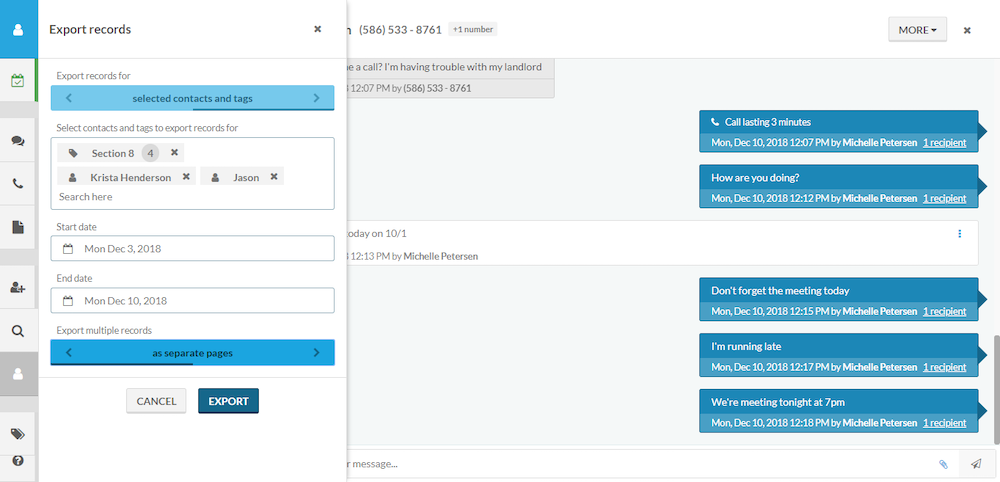 Export records
Export records for
selected contacts and tags
Select contacts and tags to export records for
Section 8 4
Krista Henderson
Jason
Search here
Start date
Mon Dec 3, 2018
End date
Mon Dec 10, 2018
Export multiple records
as separate pages
CANCEL
EXPORT
(586) 533 - 8761 +1 number
MORE
e a call? I'm having trouble with my landlord
12:07 PM by (586) 533 - 8761
Call lasting 3 minutes
Mon, Dec 10, 2018 12:07 PM by Michelle Petersen 1 recipient
How are you doing?
Mon, Dec 10, 2018 12:12 PM by Michelle Petersen 1 recipient
oday on 10/1
12:13 PM by Michelle Petersen
Don't forget the meeting today
Mon, Dec 10, 2018 12:15 PM by Michelle Petersen 1 recipient
I'm running late
Mon, Dec 10, 2018 12:17 PM by Michelle Petersen 1 recipient
We're meeting tonight at 7pm
Mon, Dec 10, 2018 12:18 PM by Michelle Petersen 1 recipient
r message...